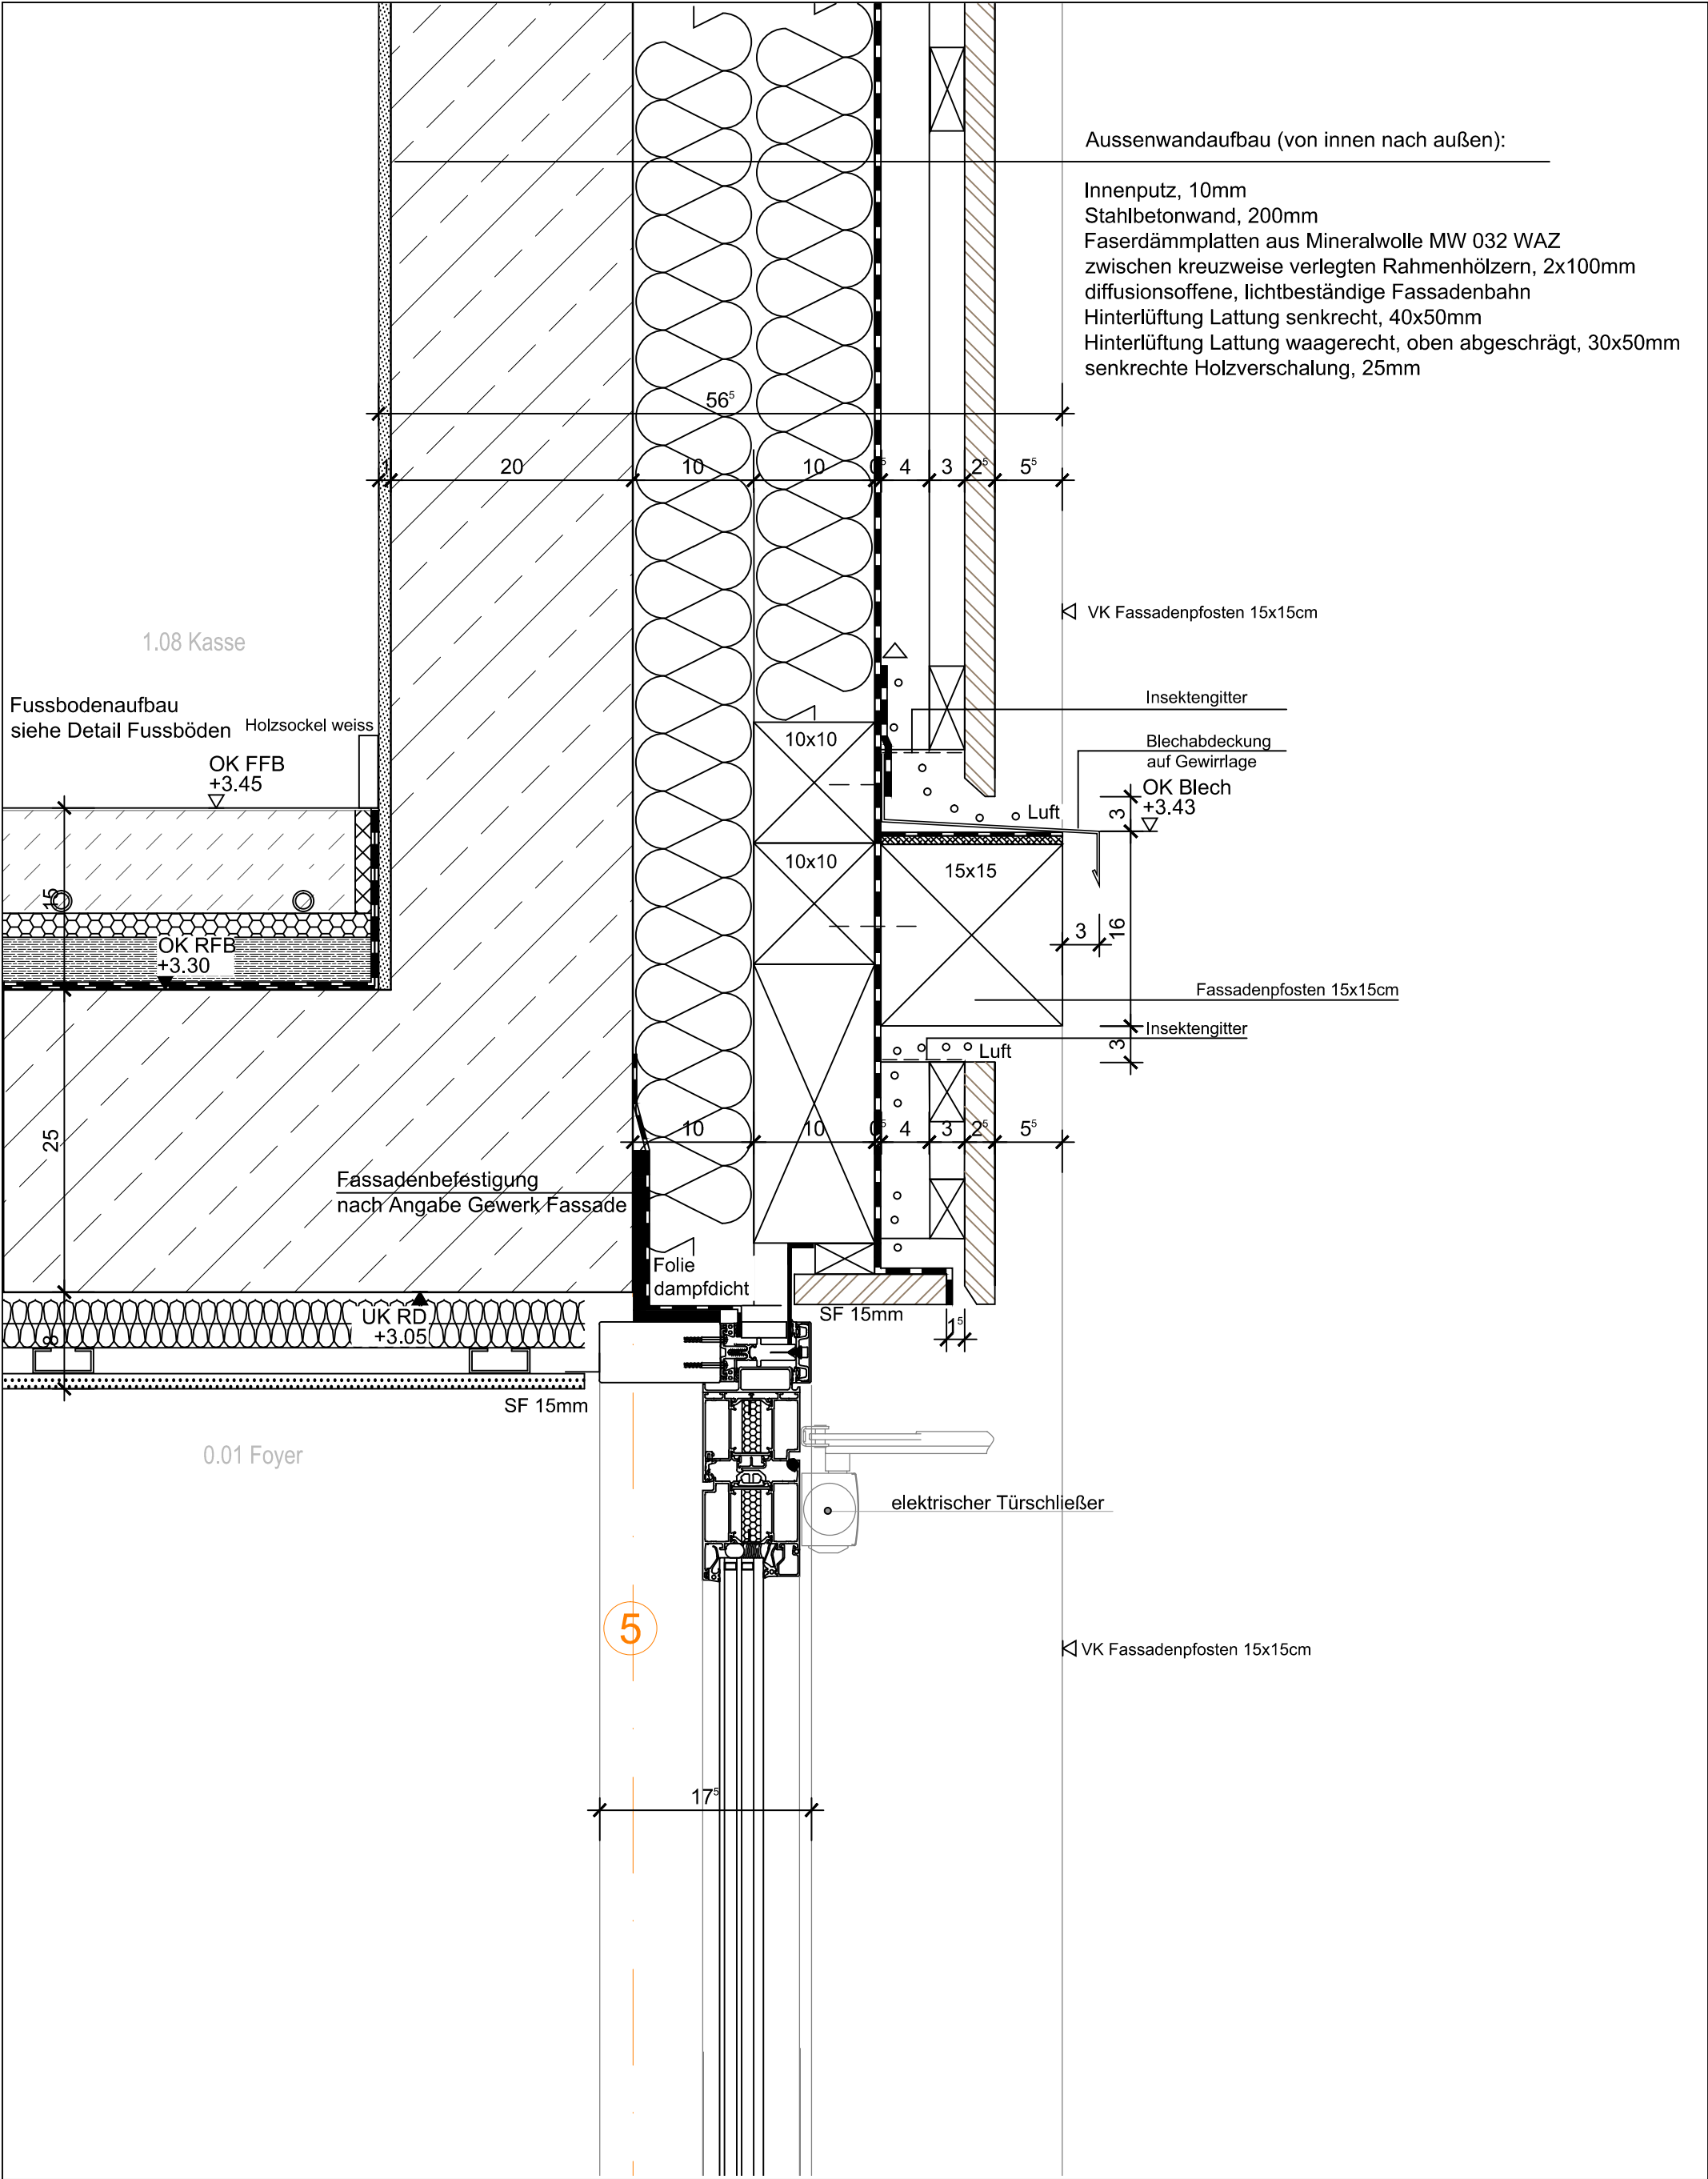 Aussenwandaufbau (von innen nach außen):
Innenputz, 10mm
Stahlbetonwand, 200mm
Faserdämmplatten aus Mineralwolle MW 032 WAZ
zwischen kreuzweise verlegten Rahmenhölzern, 2x100mm
diffusionsoffene, lichtbeständige Fassadenbahn
Hinterlüftung Lattung senkrecht, 40x50mm
Hinterlüftung Lattung waagerecht, oben abgeschrägt, 30x50mm
senkrechte Holzverschalung, 25mm
56⁵
1 20 10 10 0⁵ 4 3 2⁵ 5⁵
VK Fassadenpfosten 15x15cm
1.08 Kasse
Fussbodenaufbau
siehe Detail Fussböden
Holzsockel weiss
OK FFB
+3.45
Insektengitter
Blechabdeckung
auf Gewirrlage
OK Blech
+3.43
10x10
Luft
3
10x10
15x15
15
3
16
OK RFB
+3.30
Fassadenpfosten 15x15cm
Insektengitter
Luft
3
25
10 10 0⁵ 4 3 2⁵ 5⁵
Fassadenbefestigung
nach Angabe Gewerk Fassade
Folie
dampfdicht
SF 15mm
1⁵
UK RD
+3.05
8
SF 15mm
0.01 Foyer
elektrischer Türschließer
5
VK Fassadenpfosten 15x15cm
17⁵